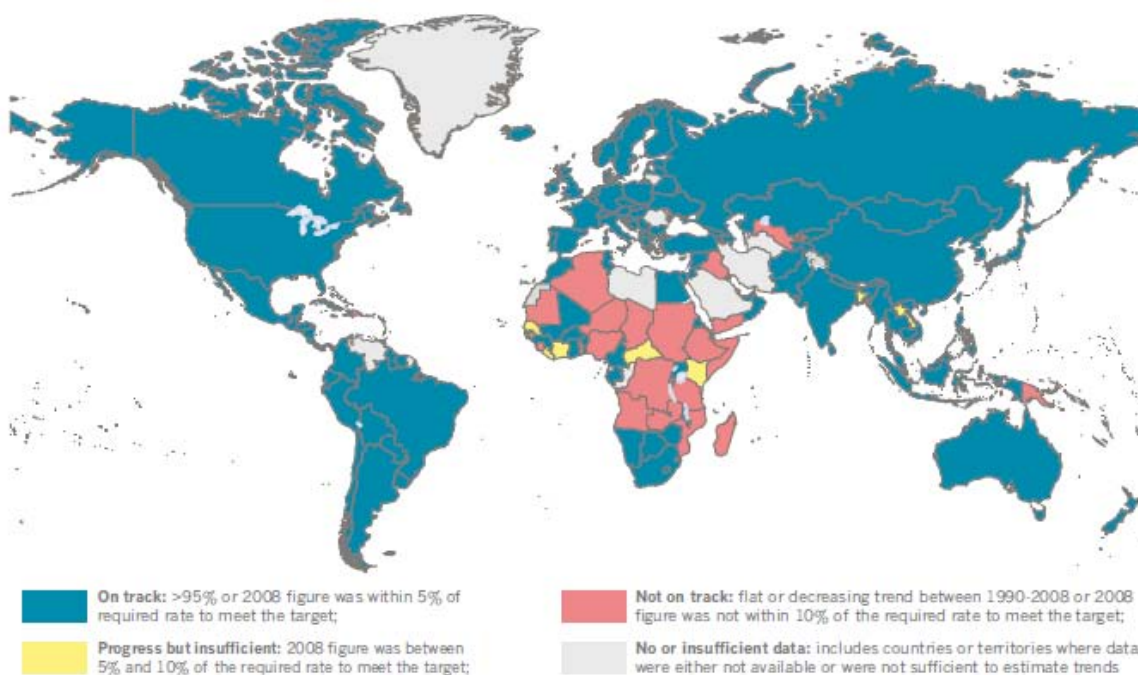 On track: >95% or 2008 figure was within 5% of
required rate to meet the target;
Progress but insufficient: 2008 figure was between
5% and 10% of the required rate to meet the target;
Not on track: flat or decreasing trend between 1990-2008 or 2008
figure was not within 10% of the required rate to meet the target;
No or insufficient data: includes countries or territories where data
were either not available or were not sufficient to estimate trends